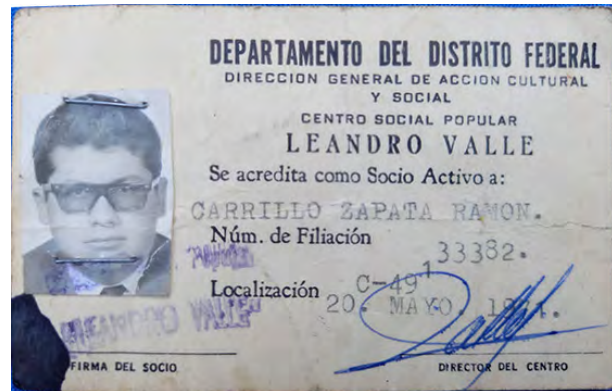 DEPARTAMENTO DEL DISTRITO FEDERAL
DIRECCION GENERAL DE ACCION CULTURAL
Y SOCIAL
CENTRO SOCIAL POPULAR
LEANDRO VALLE
Se acredita como Socio Activo a:
CARRILLO ZAPATA RAMON.
Núm. de Filiación
33382.
Localización C-49
20. MAYO.
LEANDRO VALLE
FIRMA DEL SOCIO
DIRECTOR DEL CENTRO